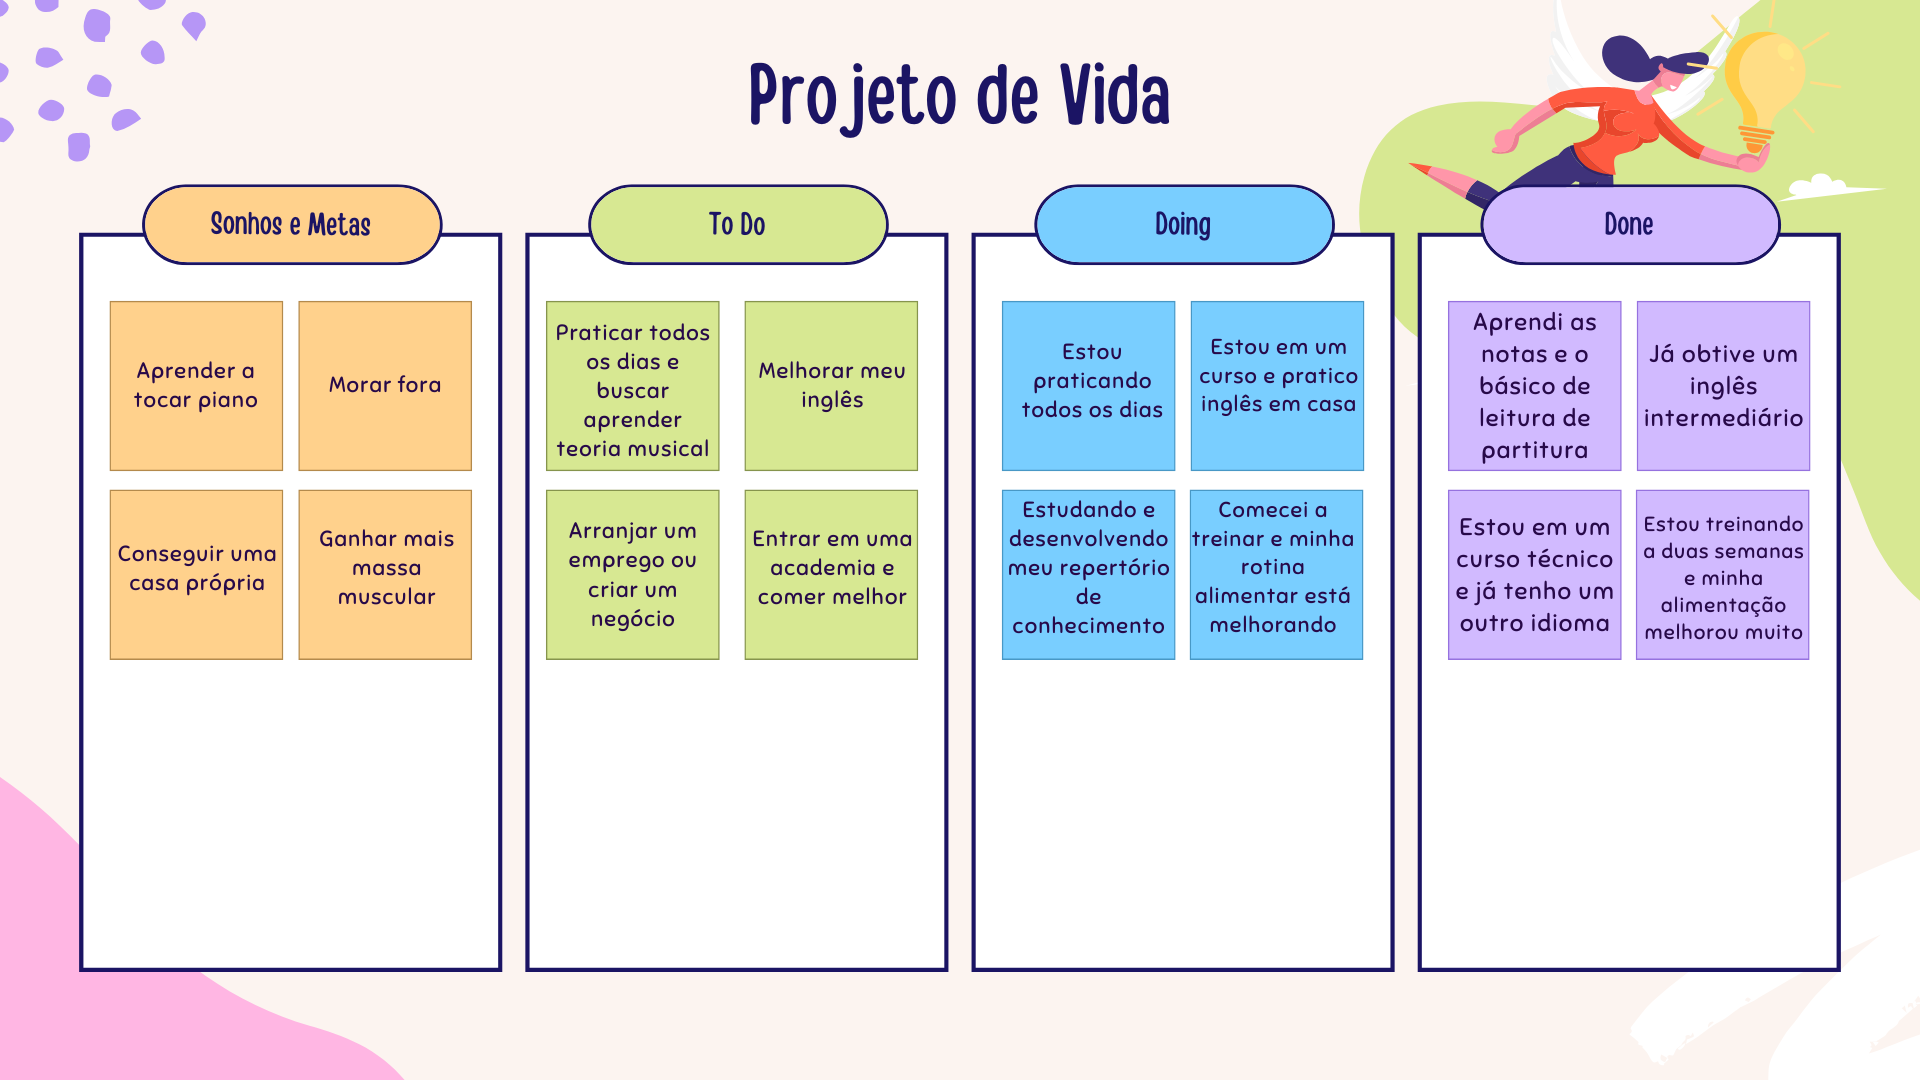 Projeto de Vida
Sonhos e Metas
Aprender a
tocar piano
Morar fora
Conseguir uma
casa própria
Ganhar mais
massa
muscular
To Do
Praticar todos
os dias e
buscar
aprender
teoria musical
Melhorar meu
inglês
Arranjar um
emprego ou
criar um
negócio
Entrar em uma
academia e
comer melhor
Doing
Estou
praticando
todos os dias
Estou em um
curso e pratico
inglês em casa
Estudando e
desenvolvendo
meu repertório
de
conhecimento
Comecei a
treinar e minha
rotina
alimentar está
melhorando
Done
Aprendi as
notas e o
básico de
leitura de
partitura
Já obtive um
inglês
intermediário
Estou em um
curso técnico
e já tenho um
outro idioma
Estou treinando
a duas semanas
e minha
alimentação
melhorou muito